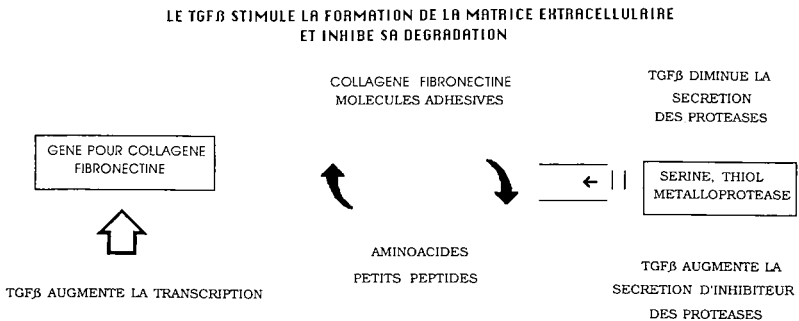 LE TGFβ STIMULE LA FORMATION DE LA MATRICE EXTRACELLULAIRE
ET INHIBE SA DEGRADATION
COLLAGENE FIBRONECTINE
MOLECULES ADHESIVES
TGFβ DIMINUE LA
SECRETION
DES PROTEASES
GENE POUR COLLAGENE
FIBRONECTINE
SERINE, THIOL
METALLOPROTEASE
AMINOACIDES
PETITS PEPTIDES
TGFβ AUGMENTE LA TRANSCRIPTION
TGFβ AUGMENTE LA
SECRETION D'INHIBITEUR
DES PROTEASES